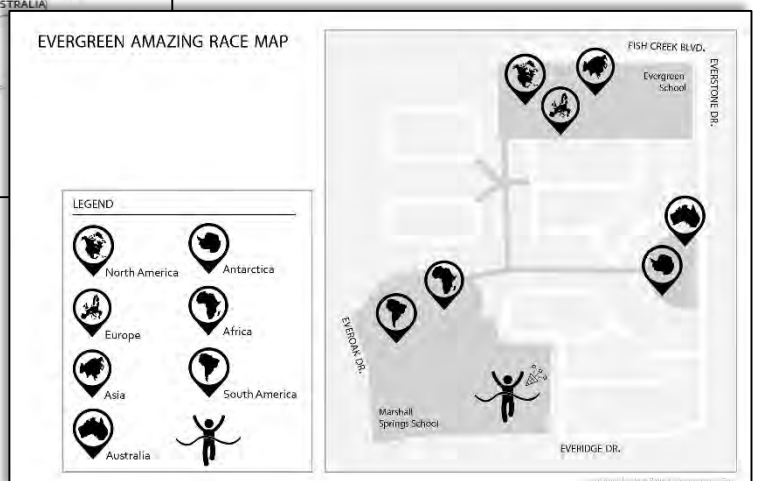 STRALIA)
EVERGREEN AMAZING RACE MAP
FISH CREEK BLVD.
EVERSTONE DR.
Evergreen
School
LEGEND
North America
Antarctica
Europe
Africa
Asia
South America
Australia
EVEROAK DR.
Marshall
Springs School
EVERIDGE DR.